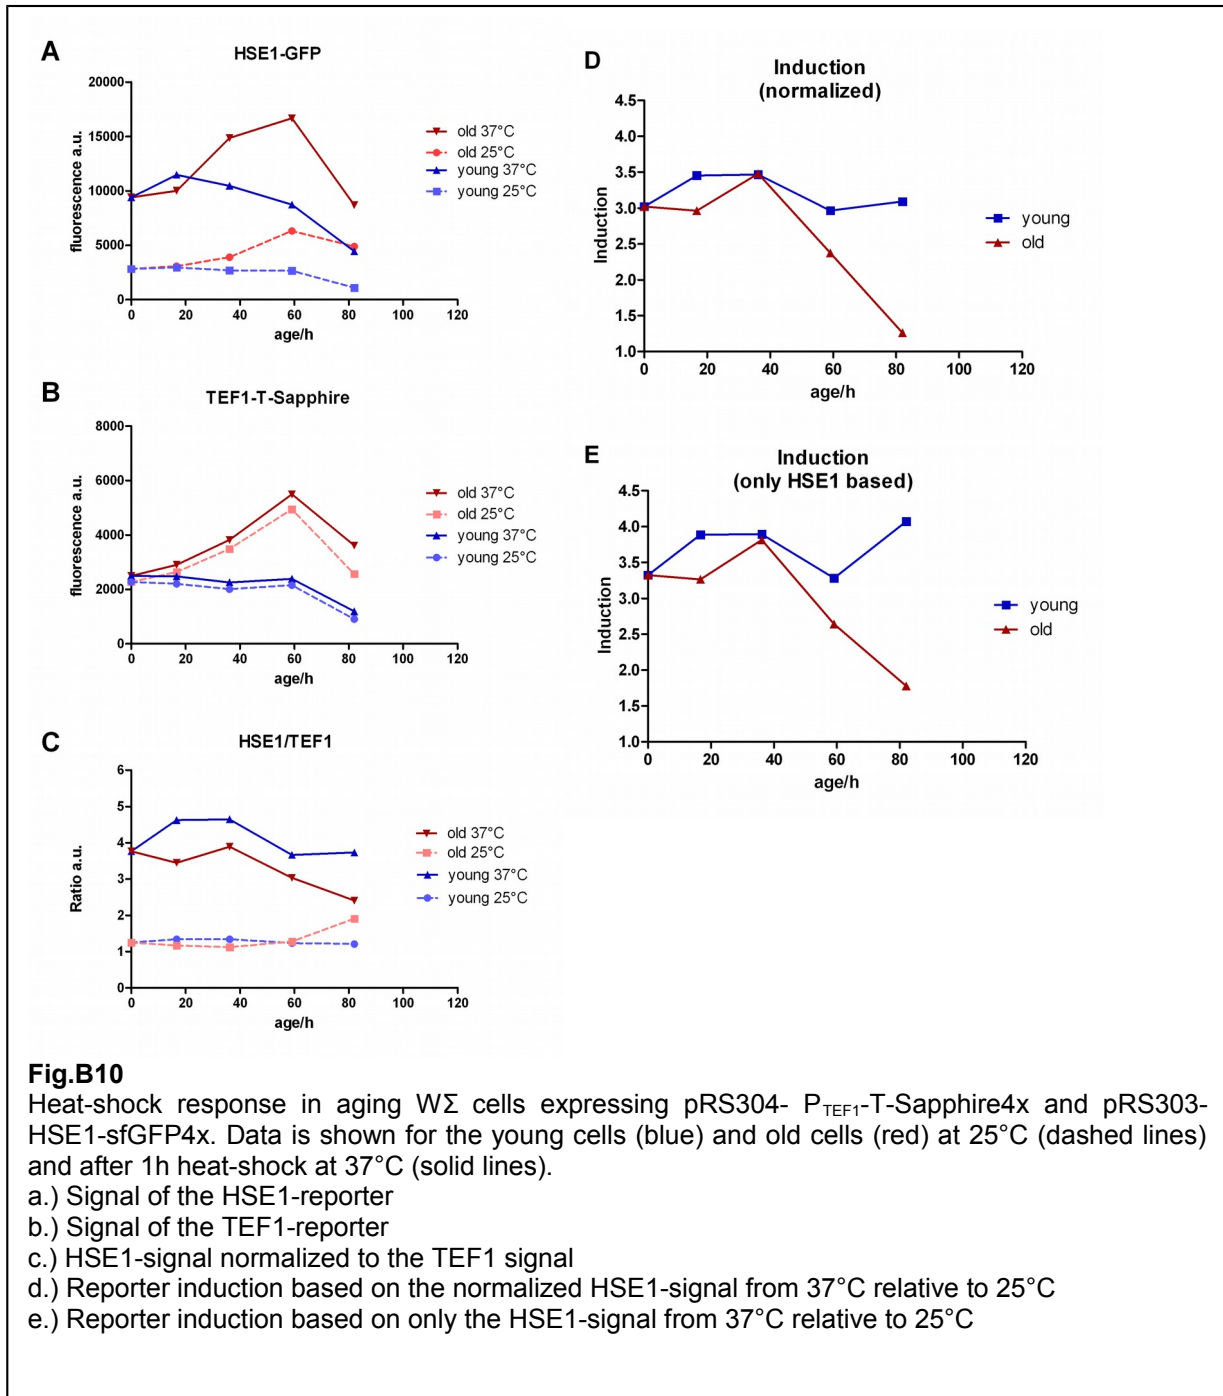 A
HSE1-GFP
20000
15000
10000
5000
0
fluorescence a.u.
0 20 40 60 80 100 120
age/h
old 37°C
old 25°C
young 37°C
young 25°C
B
TEF1-T-Sapphire
8000
6000
4000
2000
0
fluorescence a.u.
0 20 40 60 80 100 120
age/h
old 37°C
old 25°C
young 37°C
young 25°C
C
HSE1/TEF1
6
5
4
3
2
1
0
Ratio a.u.
0 20 40 60 80 100 120
age/h
old 37°C
old 25°C
young 37°C
young 25°C
D
Induction
(normalized)
4.5
4.0
3.5
3.0
2.5
2.0
1.5
1.0
Induction
0 20 40 60 80 100 120
age/h
young
old
E
Induction
(only HSE1 based)
4.5
4.0
3.5
3.0
2.5
2.0
1.5
1.0
Induction
0 20 40 60 80 100 120
age/h
young
old
Fig.B10
Heat-shock response in aging WΣ cells expressing pRS304- PTEF1-T-Sapphire4x and pRS303-
HSE1-sfGFP4x. Data is shown for the young cells (blue) and old cells (red) at 25°C (dashed lines)
and after 1h heat-shock at 37°C (solid lines).
a.) Signal of the HSE1-reporter
b.) Signal of the TEF1-reporter
c.) HSE1-signal normalized to the TEF1 signal
d.) Reporter induction based on the normalized HSE1-signal from 37°C relative to 25°C
e.) Reporter induction based on only the HSE1-signal from 37°C relative to 25°C